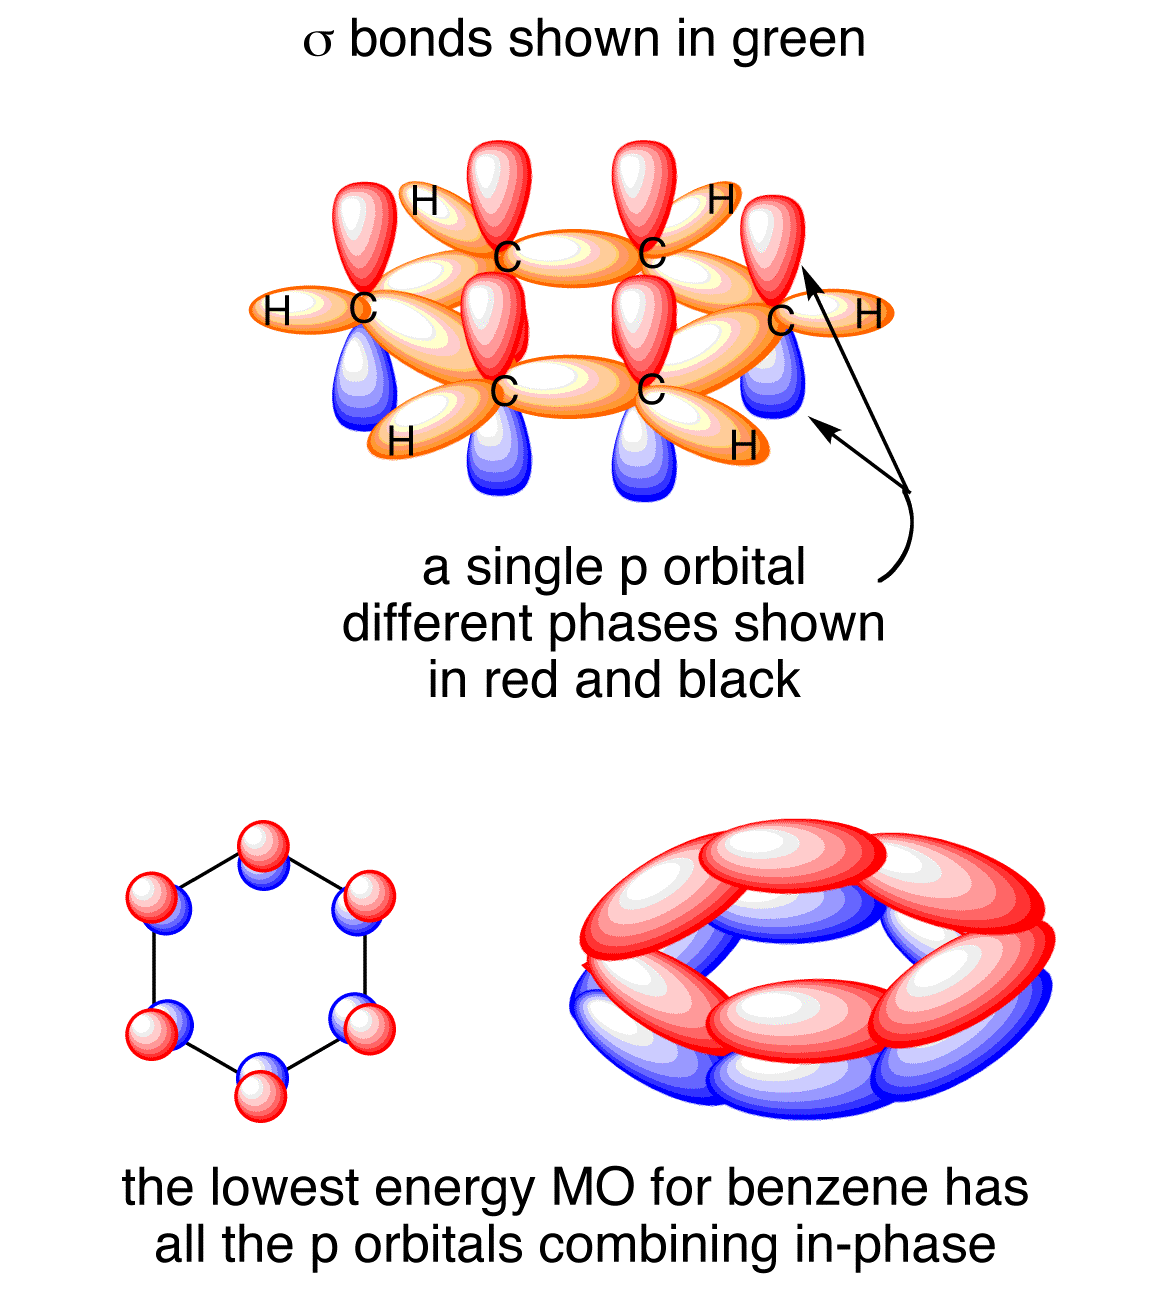 σ bonds shown in green
H
H
C
C
H
C
C
H
C
C
H
H
a single p orbital
different phases shown
in red and black
the lowest energy MO for benzene has
all the p orbitals combining in-phase